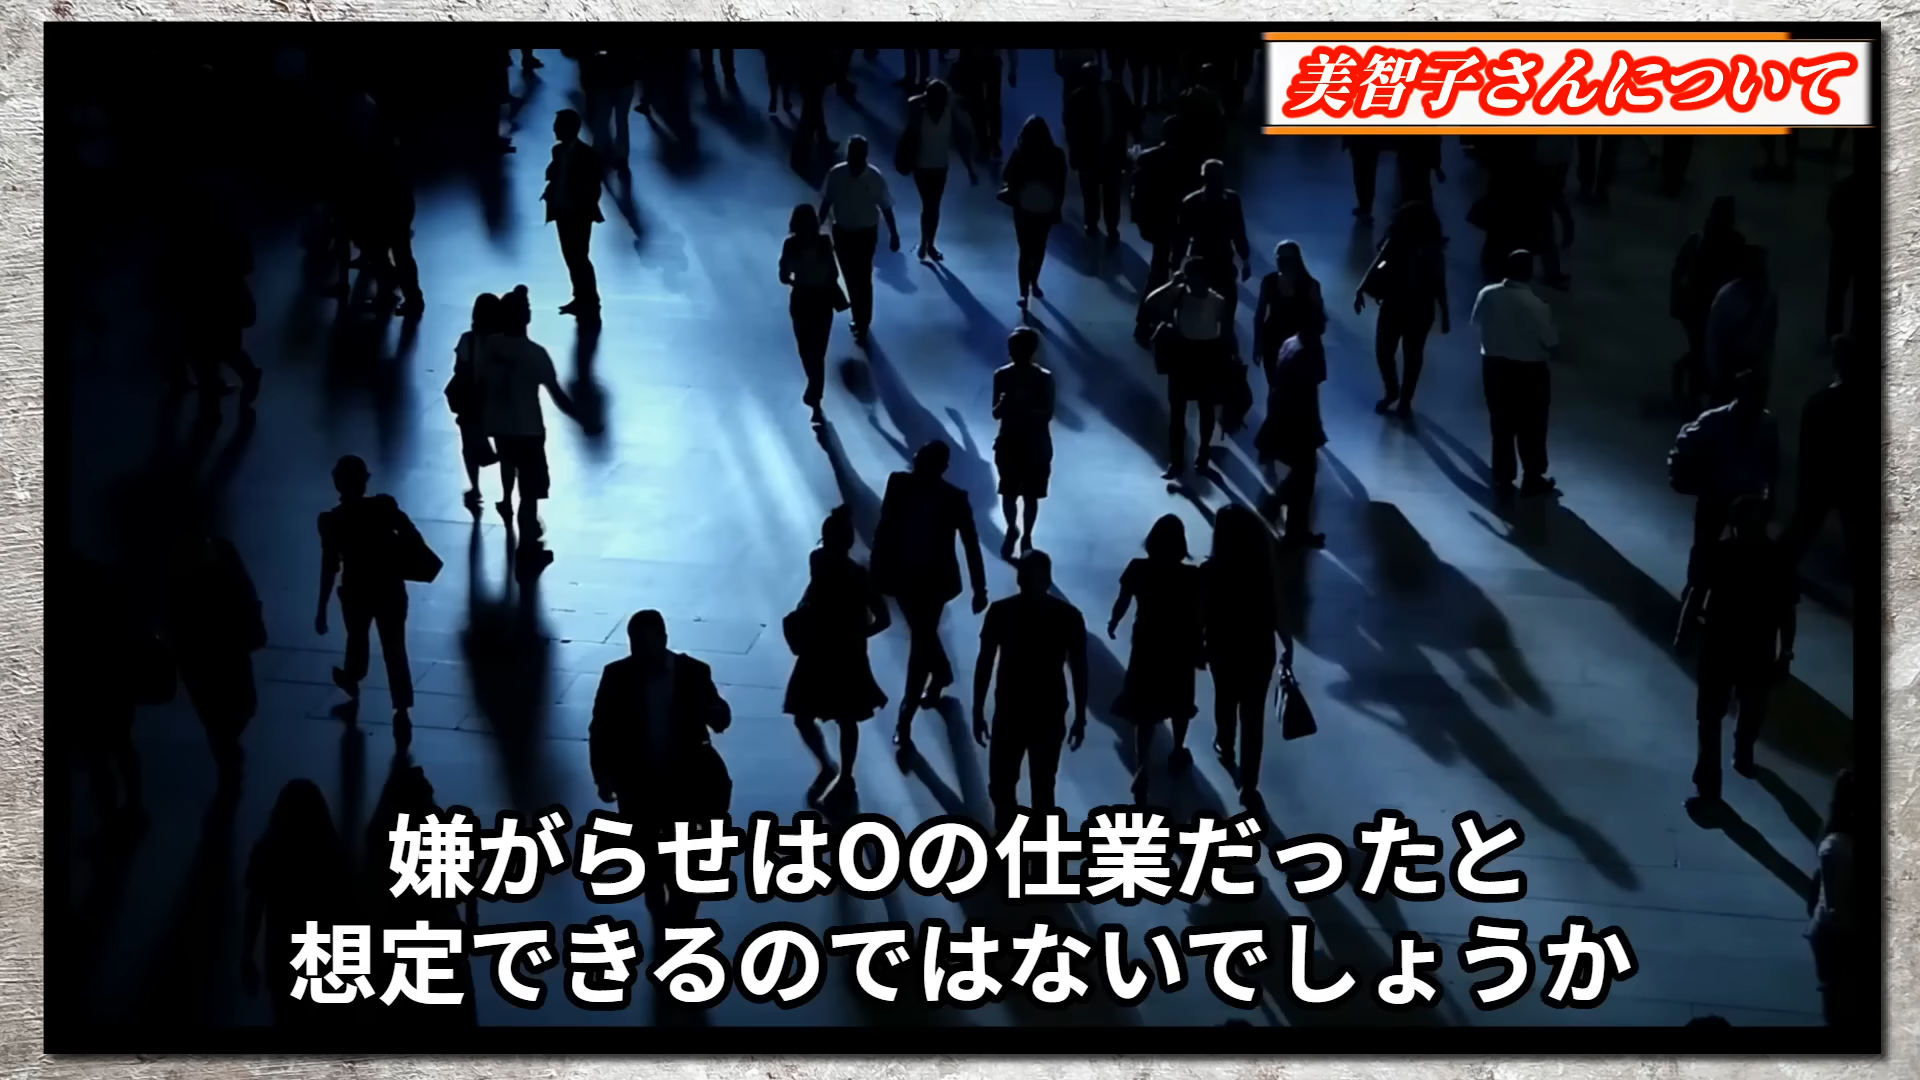 美智子さんについて
嫌がらせはOの仕業だったと
想定できるのではないでしょうか